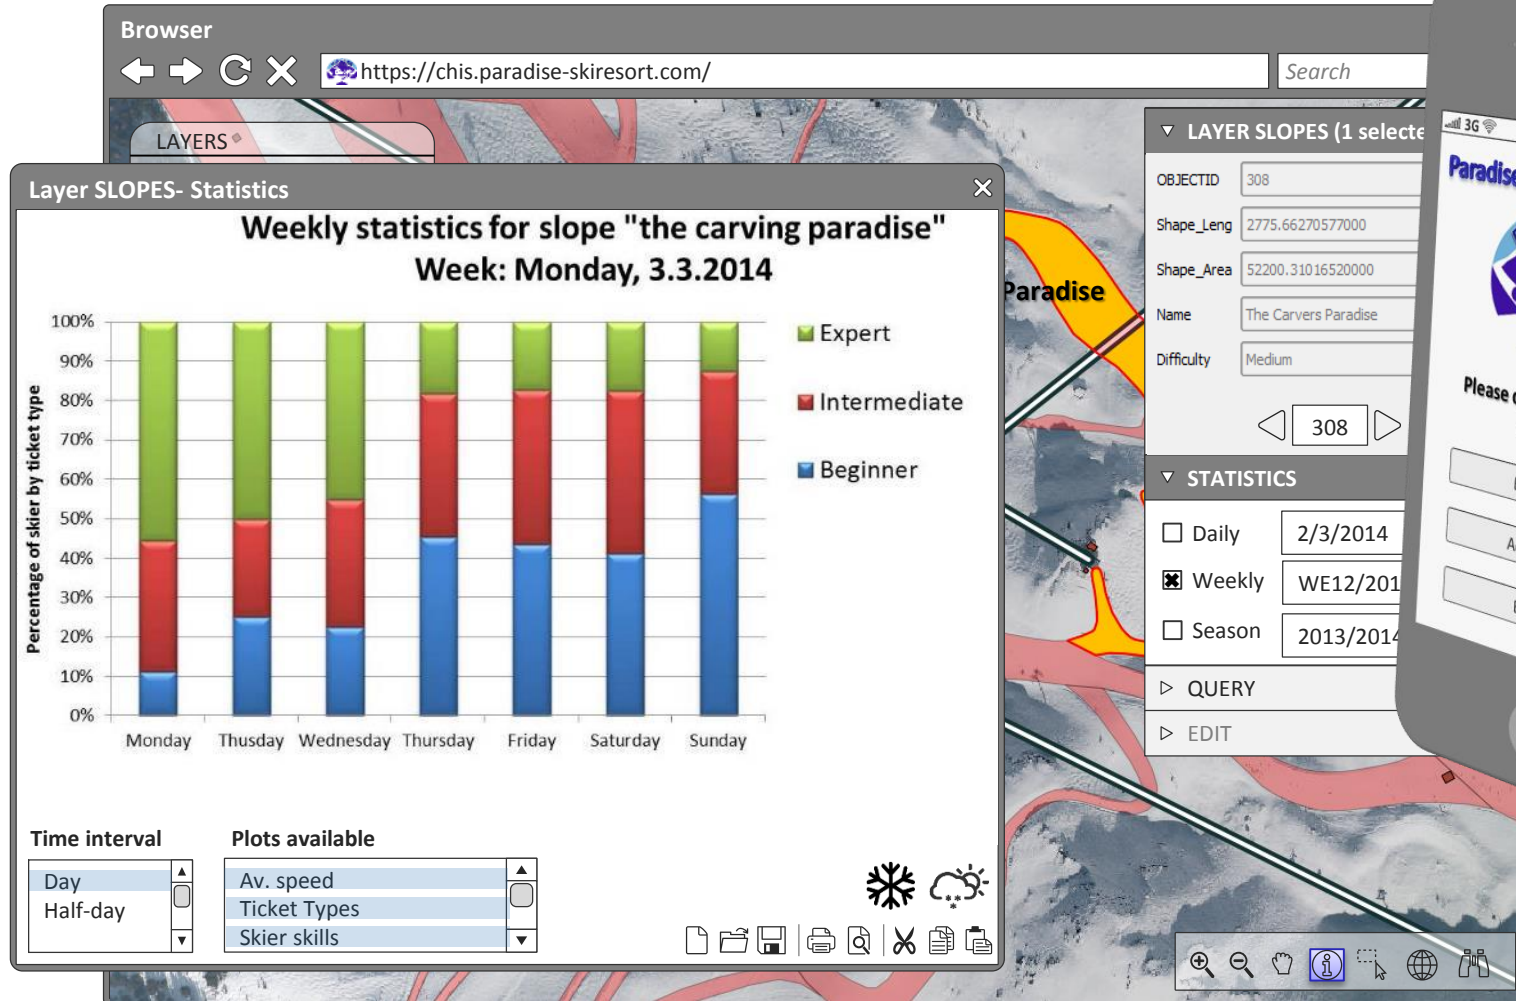 Browser
https://chis.paradise-skiresort.com/
Search
LAYERS
Layer SLOPES- Statistics
Weekly statistics for slope "the carving paradise"
Week: Monday, 3.3.2014
Percentage of skier by ticket type
100%
90%
80%
70%
60%
50%
40%
30%
20%
10%
0%
Monday Thusday Wednesday Thursday Friday Saturday Sunday
Expert
Intermediate
Beginner
Time interval
Day
Half-day
Plots available
Av. speed
Ticket Types
Skier skills
Paradise
LAYER SLOPES (1 selecte
OBJECTID 308
Shape_Leng 2775.66270577000
Shape_Area 52200.31016520000
Name The Carvers Paradise
Difficulty Medium
308
STATISTICS
Daily 2/3/2014
Weekly WE12/201
Season 2013/2014
QUERY
EDIT
3G
Paradise
Please